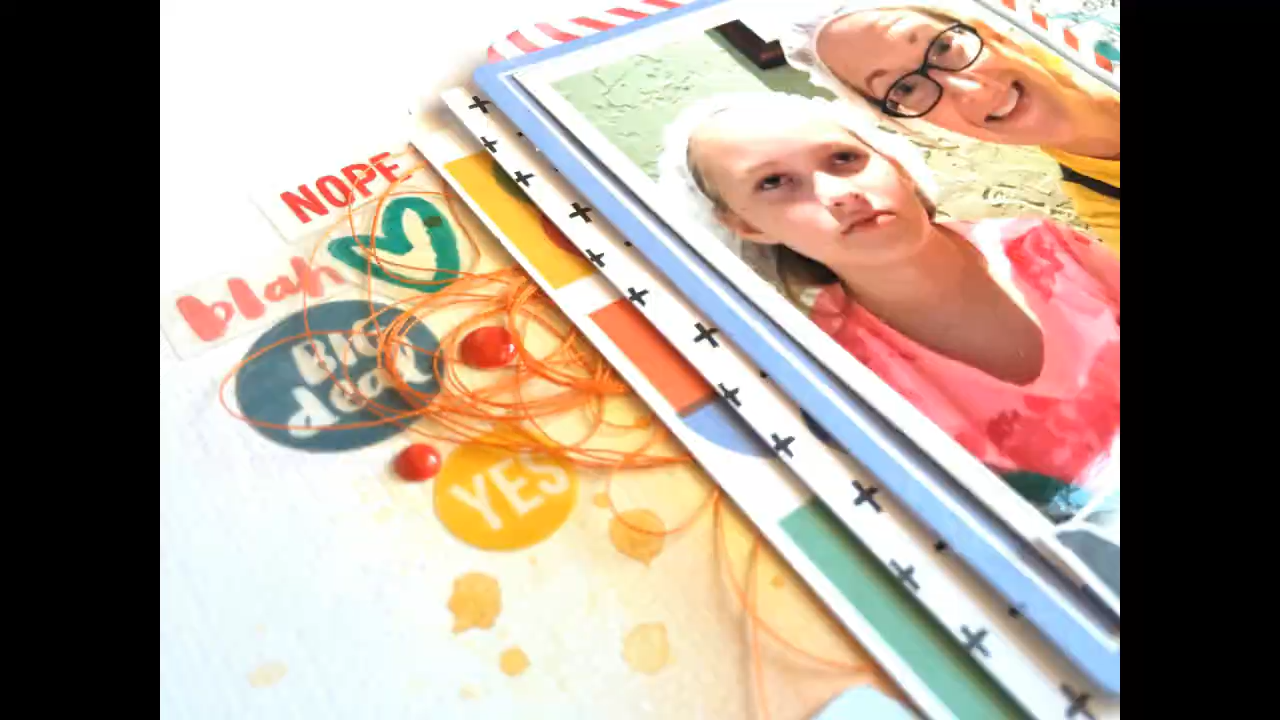 NOPE
blah
BIG
deal
YES